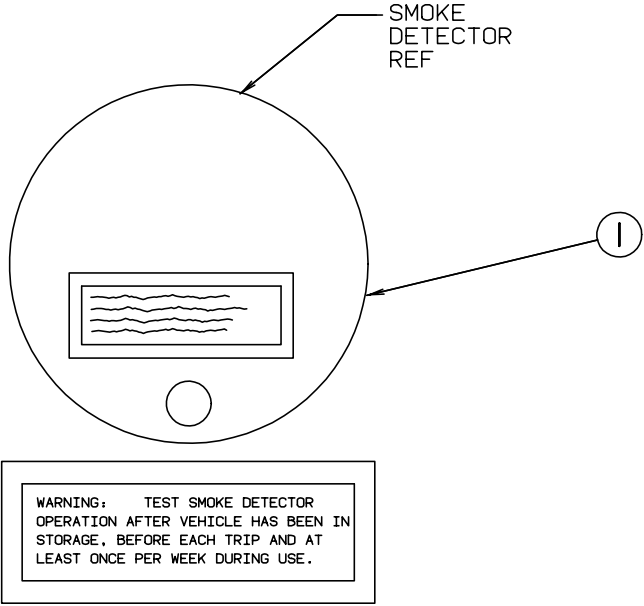 SMOKE
DETECTOR
REF
1
WARNING: TEST SMOKE DETECTOR
OPERATION AFTER VEHICLE HAS BEEN IN
STORAGE, BEFORE EACH TRIP AND AT
LEAST ONCE PER WEEK DURING USE.